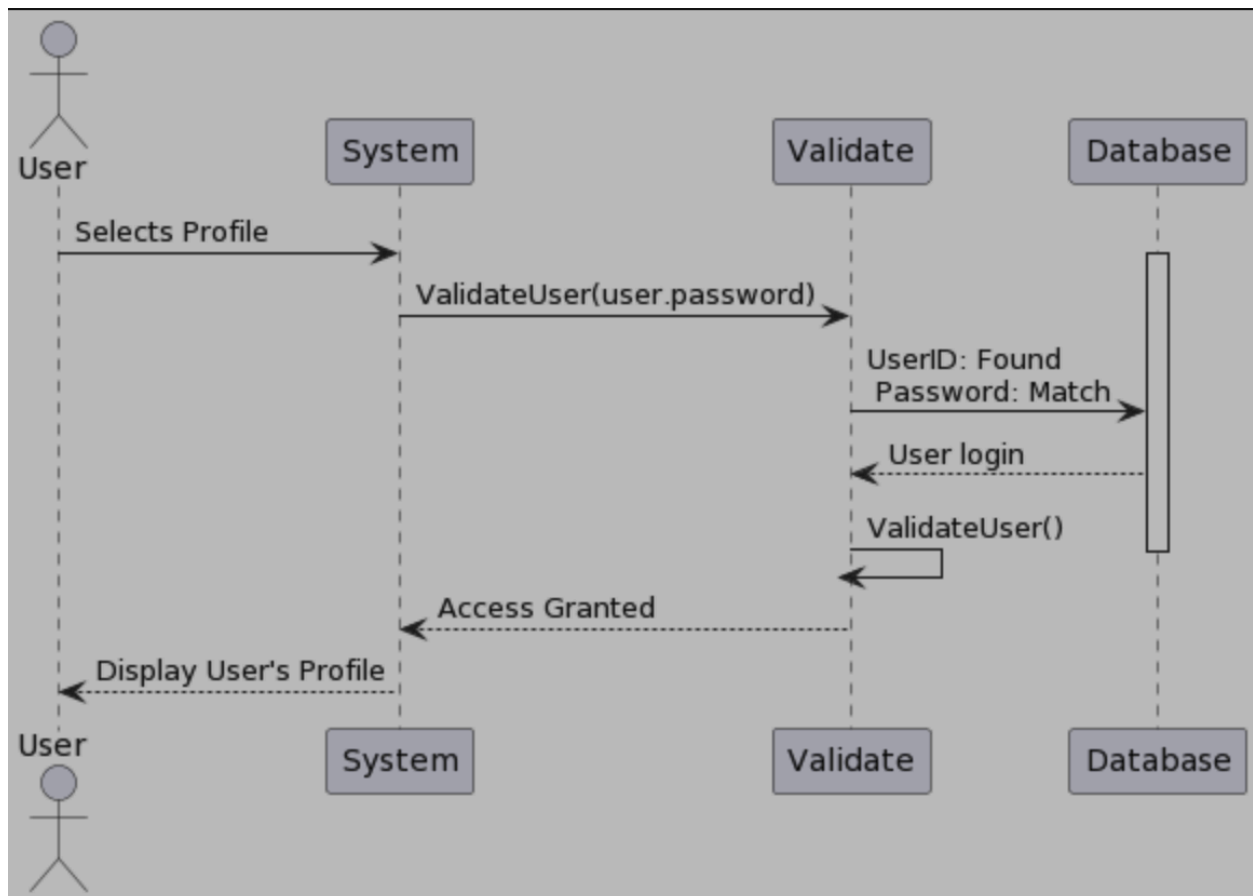 User
System
Validate
Database
Selects Profile
ValidateUser(user.password)
UserID: Found
Password: Match
User login
ValidateUser()
Access Granted
Display User's Profile
User
System
Validate
Database